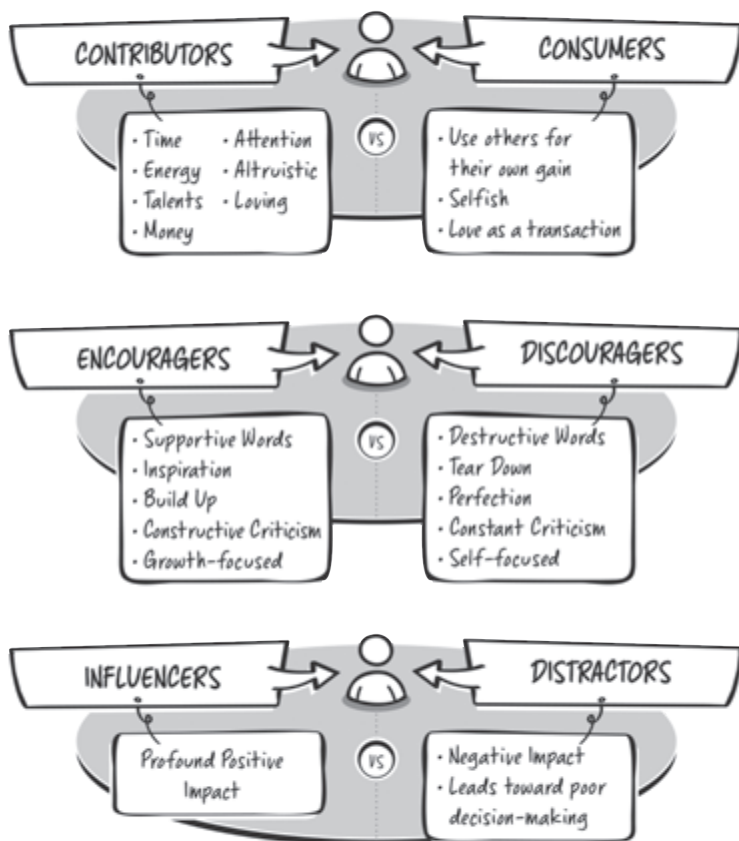 CONTRIBUTORS
CONSUMERS
VS
• Time
• Energy
• Talents
• Money
• Attention
• Altruistic
• Loving
• Use others for
their own gain
• Selfish
• Love as a transaction
ENCOURAGERS
DISCOURAGERS
VS
• Supportive Words
• Inspiration
• Build Up
• Constructive Criticism
• Growth-focused
• Destructive Words
• Tear Down
• Perfection
• Constant Criticism
• Self-focused
INFLUENCERS
DISTRACTORS
VS
Profound Positive
Impact
• Negative Impact
• Leads toward poor
decision-making